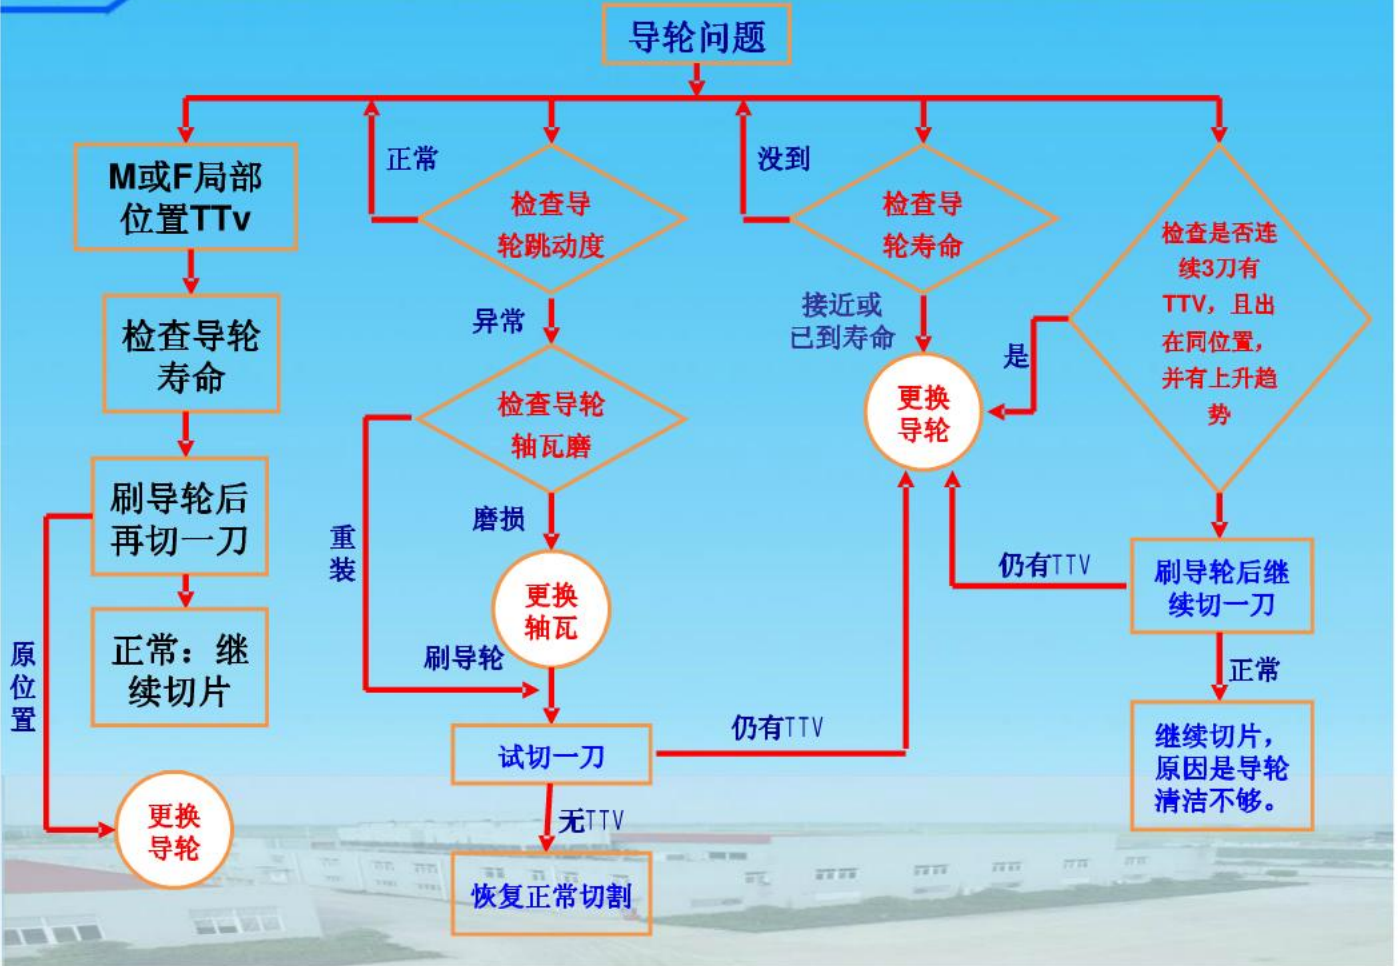 导轮问题
M或F局部
位置TTv
检查导轮
寿命
刷导轮后
再切一刀
正常：继
续切片
原
位
置
更换
导轮
正常
检查导
轮跳动度
异常
检查导轮
轴瓦磨
重
装
磨损
更换
轴瓦
刷导轮
试切一刀
仍有TTV
无TTV
恢复正常切割
没到
检查导
轮寿命
接近或
已到寿命
更换
导轮
是
检查是否连
续3刀有
TTV，且出
在同位置，
并有上升趋
势
仍有TTV
刷导轮后继
续切一刀
正常
继续切片，
原因是导轮
清洁不够。